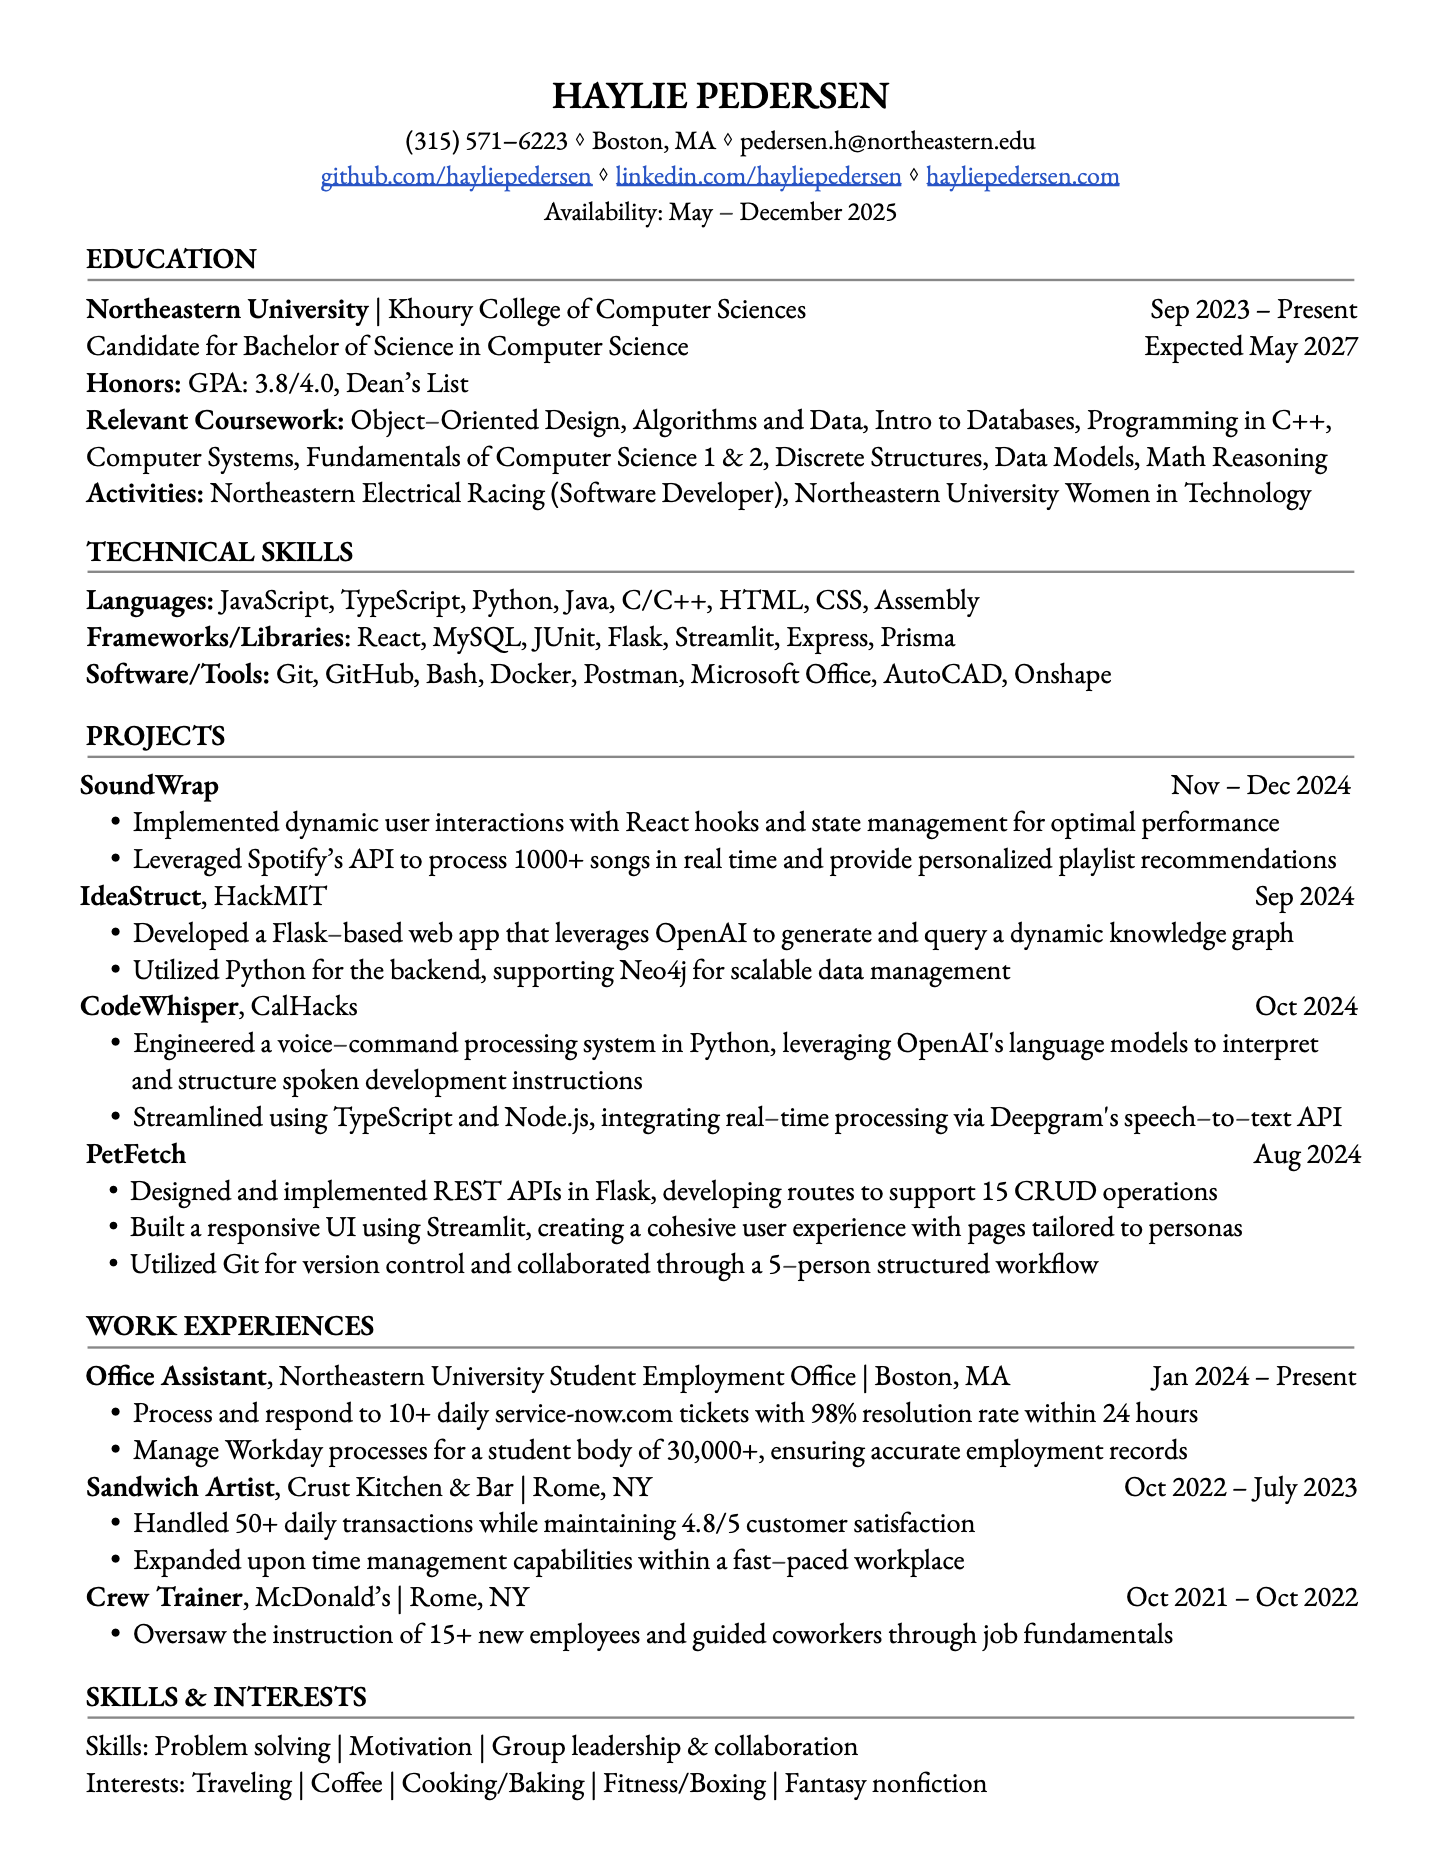 HAYLIE PEDERSEN
(315) 571–6223 ◊ Boston, MA ◊ pedersen.h@northeastern.edu
github.com/hayliepedersen ◊ linkedin.com/hayliepedersen ◊ hayliepedersen.com
Availability: May – December 2025
EDUCATION
Northeastern University | Khoury College of Computer Sciences Sep 2023 – Present
Candidate for Bachelor of Science in Computer Science Expected May 2027
Honors: GPA: 3.8/4.0, Dean’s List
Relevant Coursework: Object–Oriented Design, Algorithms and Data, Intro to Databases, Programming in C++,
Computer Systems, Fundamentals of Computer Science 1 & 2, Discrete Structures, Data Models, Math Reasoning
Activities: Northeastern Electrical Racing (Software Developer), Northeastern University Women in Technology
TECHNICAL SKILLS
Languages: JavaScript, TypeScript, Python, Java, C/C++, HTML, CSS, Assembly
Frameworks/Libraries: React, MySQL, JUnit, Flask, Streamlit, Express, Prisma
Software/Tools: Git, GitHub, Bash, Docker, Postman, Microsoft Office, AutoCAD, Onshape
PROJECTS
SoundWrap Nov – Dec 2024
• Implemented dynamic user interactions with React hooks and state management for optimal performance
• Leveraged Spotify’s API to process 1000+ songs in real time and provide personalized playlist recommendations
IdeaStruct, HackMIT Sep 2024
• Developed a Flask–based web app that leverages OpenAI to generate and query a dynamic knowledge graph
• Utilized Python for the backend, supporting Neo4j for scalable data management
CodeWhisper, CalHacks Oct 2024
• Engineered a voice–command processing system in Python, leveraging OpenAI's language models to interpret
and structure spoken development instructions
• Streamlined using TypeScript and Node.js, integrating real–time processing via Deepgram's speech–to–text API
PetFetch Aug 2024
• Designed and implemented REST APIs in Flask, developing routes to support 15 CRUD operations
• Built a responsive UI using Streamlit, creating a cohesive user experience with pages tailored to personas
• Utilized Git for version control and collaborated through a 5–person structured workflow
WORK EXPERIENCES
Office Assistant, Northeastern University Student Employment Office | Boston, MA Jan 2024 – Present
• Process and respond to 10+ daily service-now.com tickets with 98% resolution rate within 24 hours
• Manage Workday processes for a student body of 30,000+, ensuring accurate employment records
Sandwich Artist, Crust Kitchen & Bar | Rome, NY Oct 2022 – July 2023
• Handled 50+ daily transactions while maintaining 4.8/5 customer satisfaction
• Expanded upon time management capabilities within a fast–paced workplace
Crew Trainer, McDonald’s | Rome, NY Oct 2021 – Oct 2022
• Oversaw the instruction of 15+ new employees and guided coworkers through job fundamentals
SKILLS & INTERESTS
Skills: Problem solving | Motivation | Group leadership & collaboration
Interests: Traveling | Coffee | Cooking/Baking | Fitness/Boxing | Fantasy nonfiction